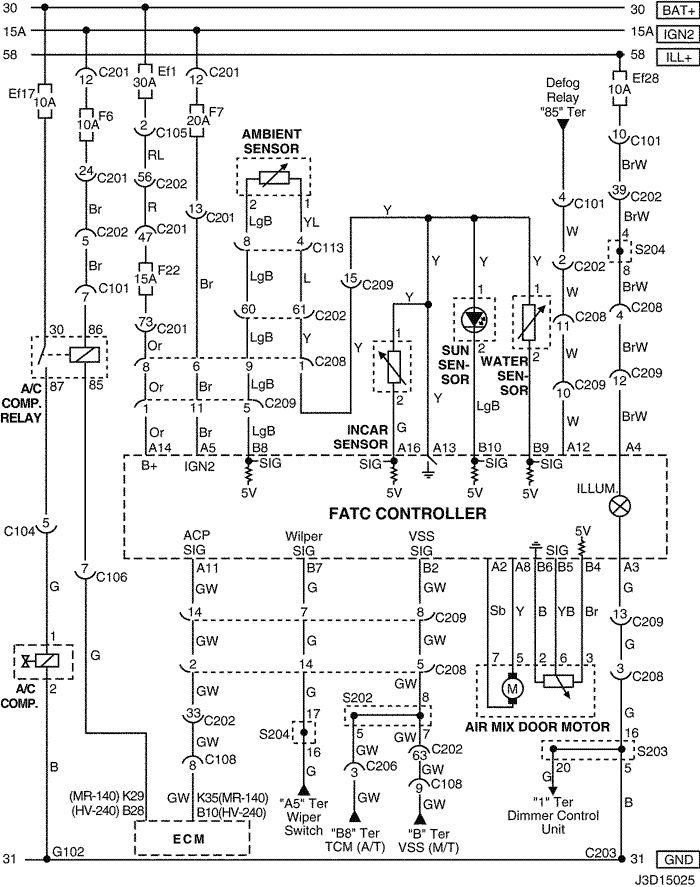 30 30 BAT+
15A 15A IGN2
58 58 ILL+
C201 12 Ef1 30A C201 12 Ef28 10A
Ef17 10A
F6 10A
F7 20A
Defog
Relay
"85" Ter
2 C105
AMBIENT
SENSOR
10 C101
RL BrW
24 C201 56 C202 2 1 4 C101 39 C202
Br R 13 C201 LgB YL Y Y W BrW
5 C202 47 C201 8 4 C113 4 S204
2 C202 8
Br F22 15A Br LgB L 15 C209 Y Y Y W BrW
7 C101 60 61 C202 1 1 11 C208 4 C208
30 86 73 C201 LgB Y 1 W BrW
Or
8 6 9 1 C208
SUN
SEN-
SOR
2
WATER
SEN-
SOR
2
87 85
A/C
COMP.
RELAY
Or Br LgB 10 C209 12 C209
1 11 5 C209
INCAR
SENSOR
2 LgB
Or Br LgB G Y W BrW
A14 A5 B8 A16 A13 B10 B9 A12 A4
B+ IGN2 SIG SIG SIG SIG
5V 5V 5V 5V ILLUM.
FATC CONTROLLER
5 C104
ACP
SIG
Wilper
SIG
VSS
SIG
SIG 5V
7 C106
A11 B7 B2 A2 A8 B6 B5 B4 A3
G GW G GW Sb Y B YB Br G
14 7 8 C209 13 C209
1 G GW G GW 7 5 2 6 3 G
2 14 5 C208 3 C208
A/C
COMP.
2
M
AIR MIX DOOR MOTOR
GW G GW G
33 C202 17 S202 8 16
S204 S203
GW 16 5 7 20 5
GW GW 63 C202
8 C108 3 C206 GW G B
G 9 C108
B (MR-140) K29 GW K35(MR-140)
(HV-240) B28 B10(HV-240)
GW GW
"A5" Ter
Wiper
Switch
"1" Ter
Dimmer Control
Unit
ECM
"B8" Ter
TCM (A/T)
"B" Ter
VSS (M/T)
31 G102 C203 31 GND
J3D15025